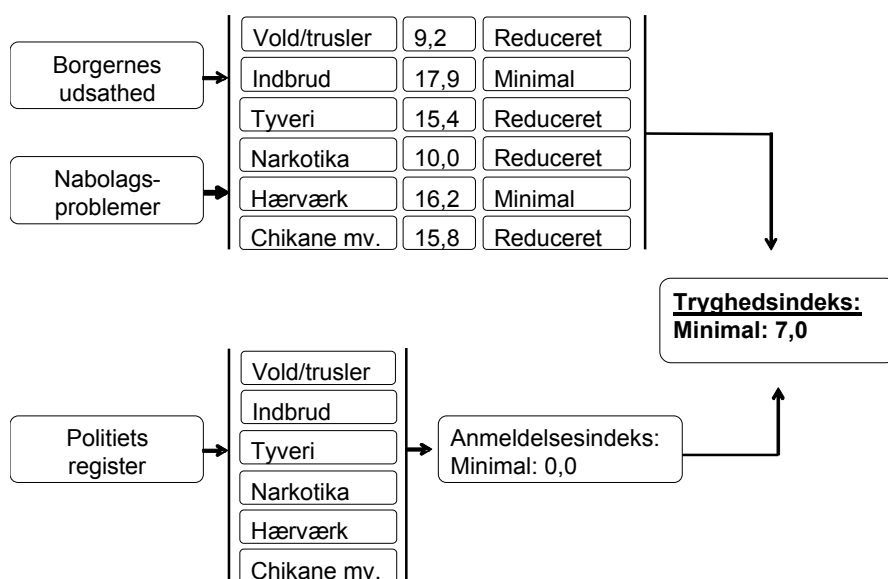 Borgernes
udsathed
Nabolags-
problemer
Vold/trusler 9,2 Reduceret
Indbrud 17,9 Minimal
Tyveri 15,4 Reduceret
Narkotika 10,0 Reduceret
Hærværk 16,2 Minimal
Chikane mv. 15,8 Reduceret
Tryghedsindeks:
Minimal: 7,0
Politiets
register
Vold/trusler
Indbrud
Tyveri
Narkotika
Hærværk
Chikane mv.
Anmeldelsesindeks:
Minimal: 0,0